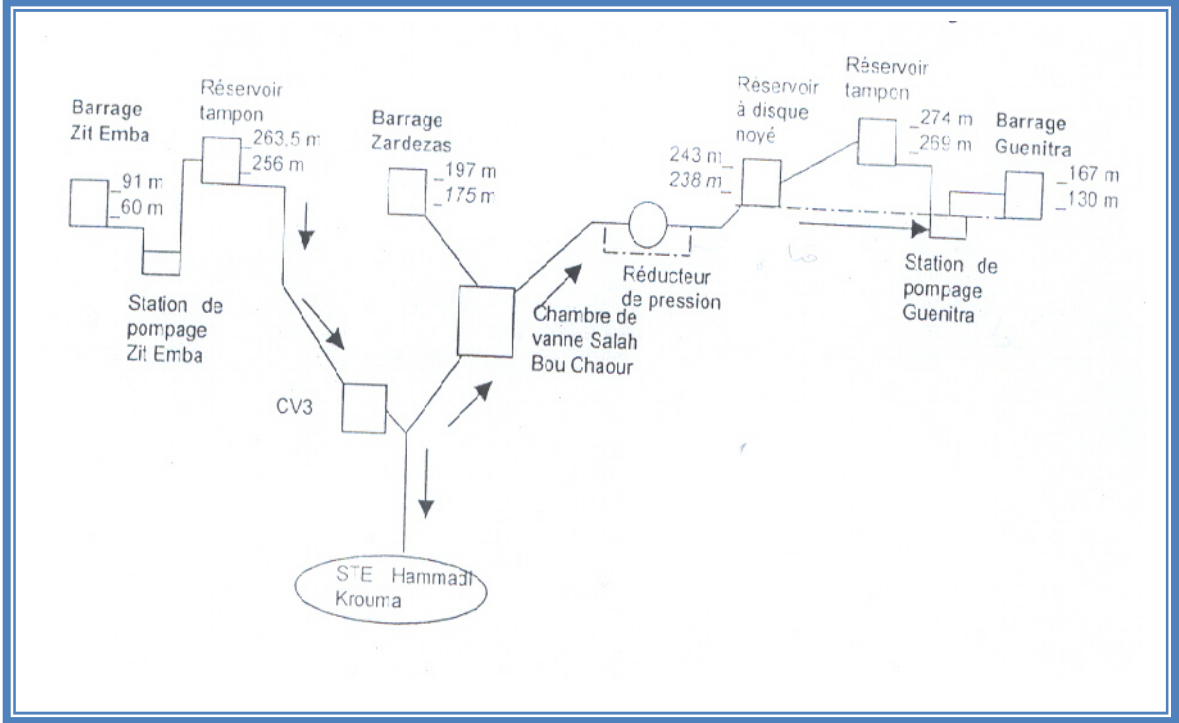 Barrage
Zit Emba
_91 m
_60 m
Réservoir
tampon
_263,5 m
_256 m
Station de
pompage
Zit Emba
Barrage
Zardezas
_197 m
_175 m
Réservoir
à disque
noyé
243 m_
238 m_
Réservoir
tampon
_274 m
_269 m
Barrage
Guenitra
_167 m
_130 m
Station de
pompage
Guenitra
Réducteur
de pression
Chambre de
vanne Salah
Bou Chaour
CV3
STE Hammadi
Krouma